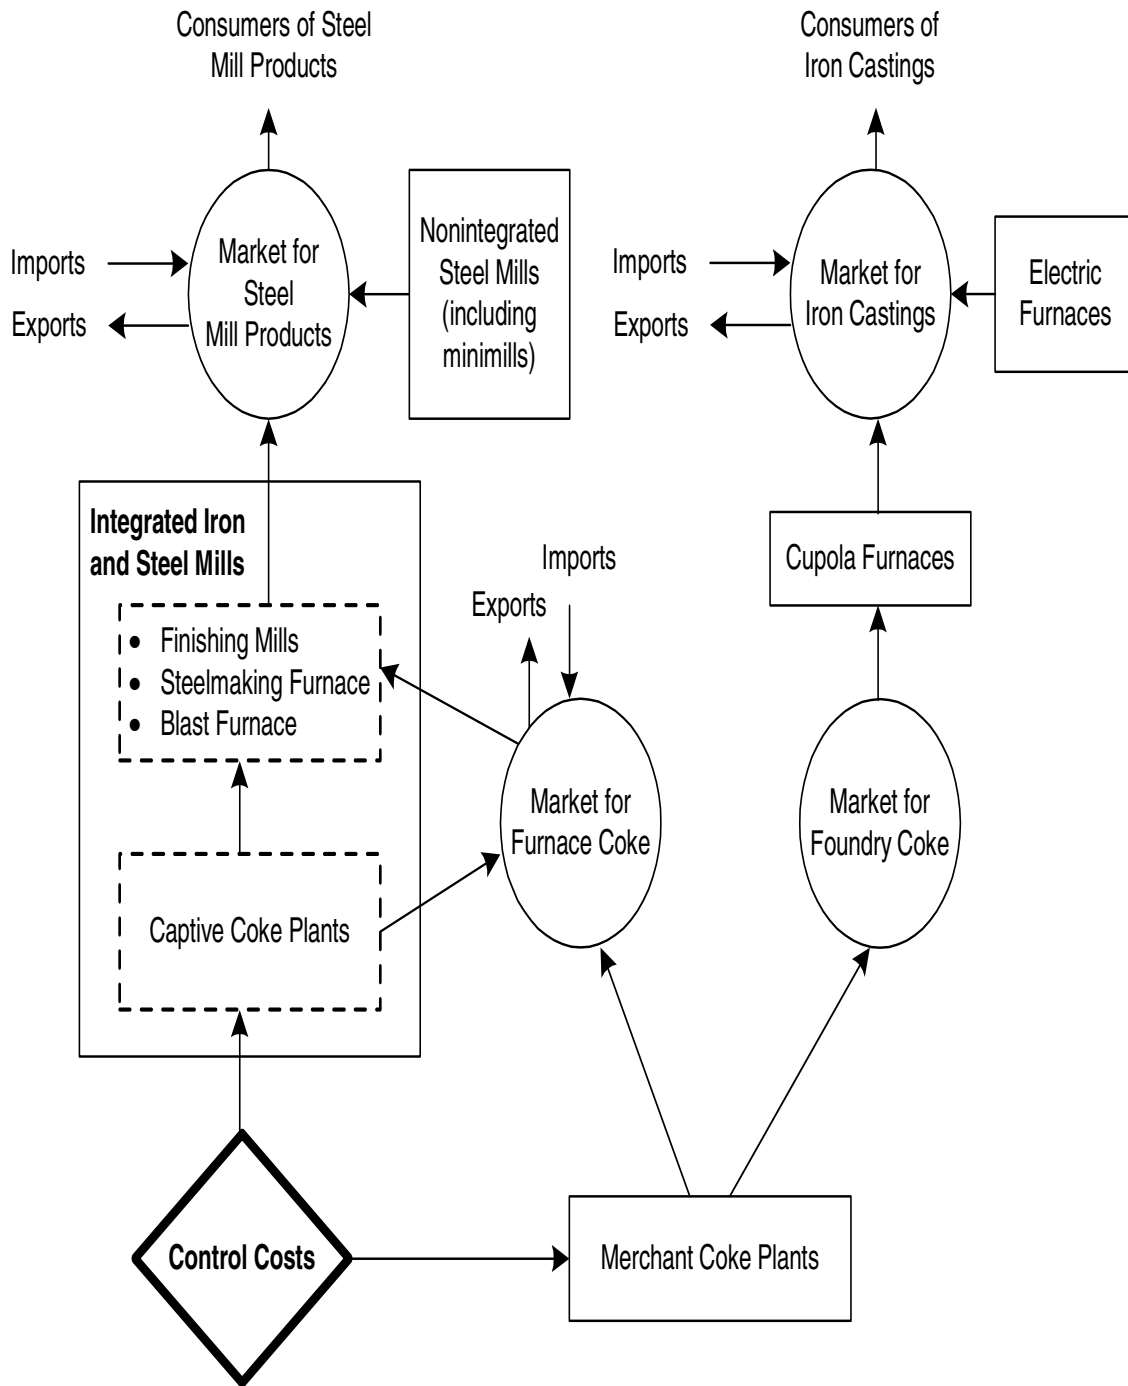 Consumers of Steel
Mill Products
Consumers of
Iron Castings
Imports
Exports
Market for
Steel
Mill Products
Nonintegrated
Steel Mills
(including
minimills)
Imports
Exports
Market for
Iron Castings
Electric
Furnaces
Integrated Iron
and Steel Mills
• Finishing Mills
• Steelmaking Furnace
• Blast Furnace
Imports
Exports
Cupola Furnaces
Market for
Furnace Coke
Market for
Foundry Coke
Captive Coke Plants
Control Costs
Merchant Coke Plants